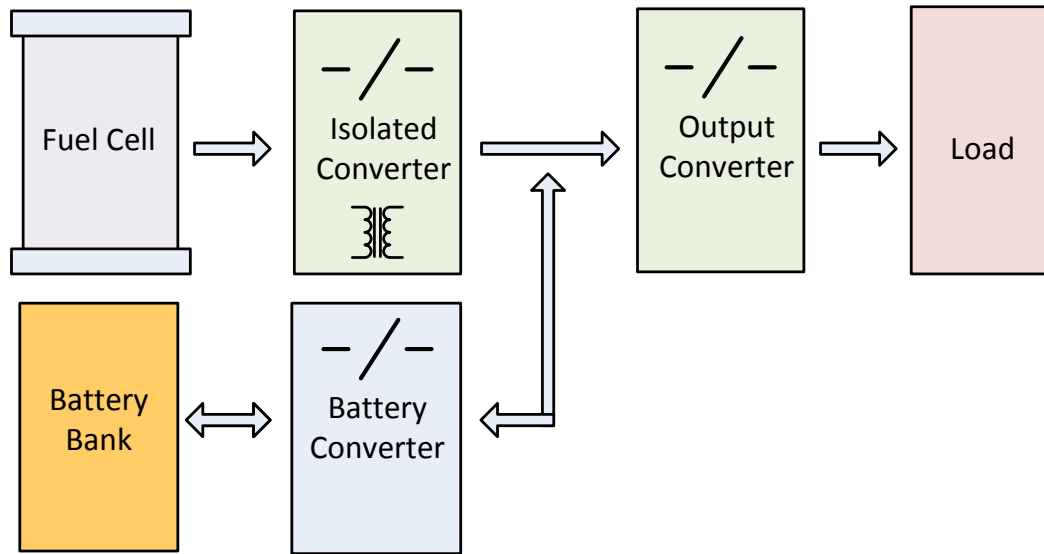 Fuel Cell
Isolated
Converter
Output
Converter
Load
Battery
Bank
Battery
Converter